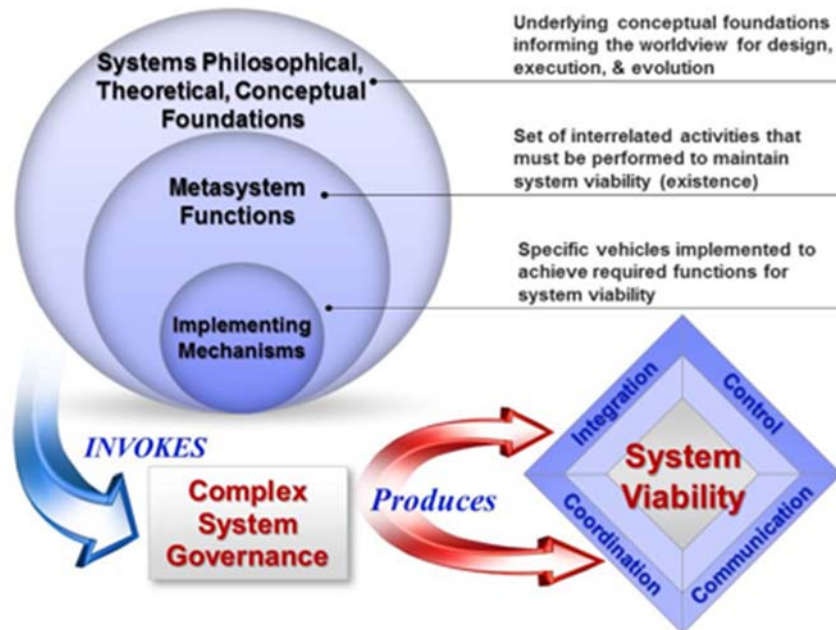 Systems Philosophical,
Theoretical, Conceptual
Foundations
Underlying conceptual foundations
informing the worldview for design,
execution, & evolution
Metasystem
Functions
Set of interrelated activities that
must be performed to maintain
system viability (existence)
Implementing
Mechanisms
Specific vehicles implemented to
achieve required functions for
system viability
INVOKES
Complex
System
Governance
Produces
Integration
Control
System
Viability
Coordination
Communication